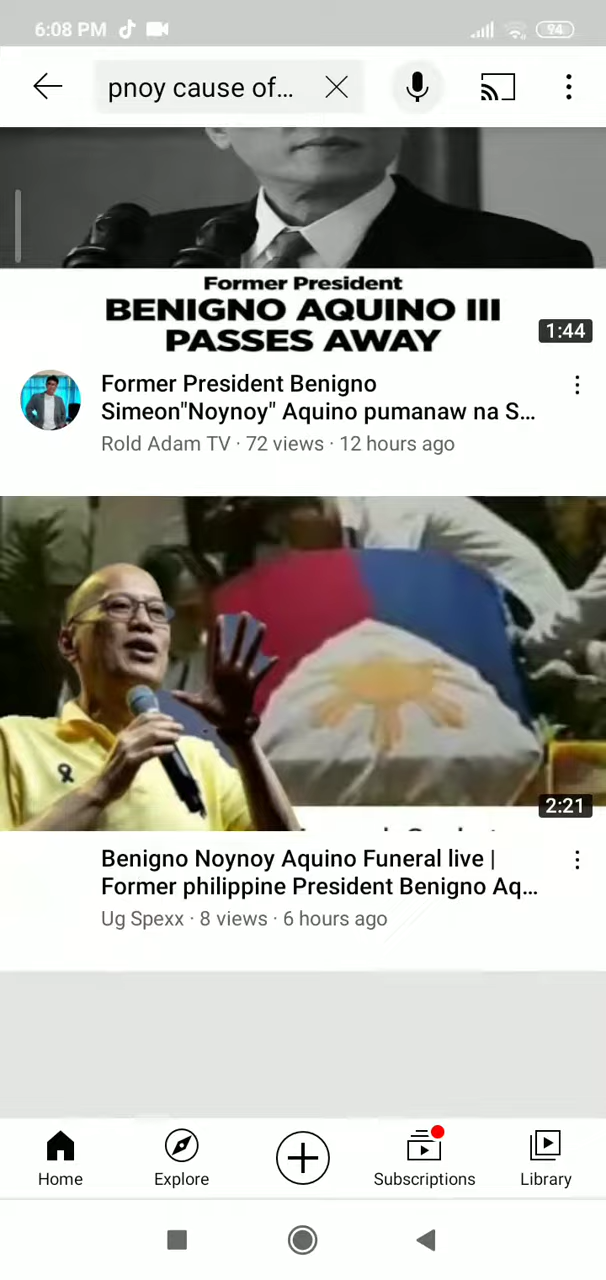 6:08 PM
94
pnoy cause of...
Former President
BENIGNO AQUINO III
PASSES AWAY
1:44
Former President Benigno
Simeon"Noynoy" Aquino pumanaw na S...
Rold Adam TV · 72 views · 12 hours ago
2:21
Benigno Noynoy Aquino Funeral live |
Former philippine President Benigno Aq...
Ug Spexx · 8 views · 6 hours ago
Home
Explore
Subscriptions
Library